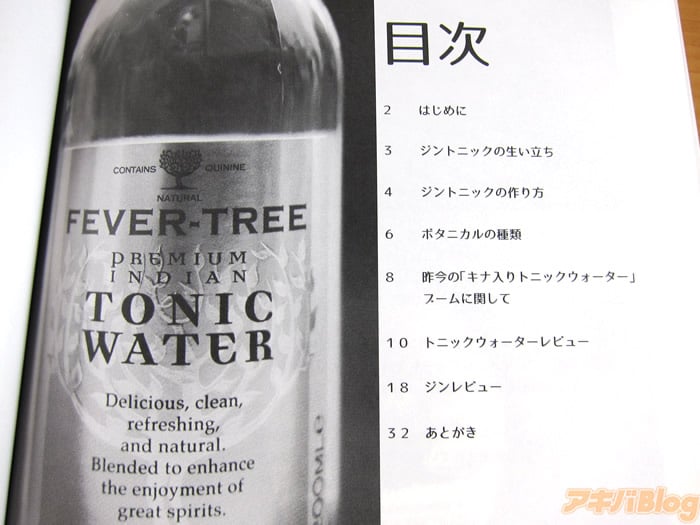 CONTAINS QUININE
NATURAL
FEVER-TREE
PREMIUM
INDIAN
TONIC
WATER
Delicious, clean,
refreshing,
and natural.
Blended to enhance
the enjoyment of
great spirits.
目次
2 はじめに
3 ジントニックの生い立ち
4 ジントニックの作り方
6 ボタニカルの種類
8 昨今の「キナ入りトニックウォーター」
ブームに関して
10 トニックウォーターレビュー
18 ジンレビュー
32 あとがき
アキバBlog